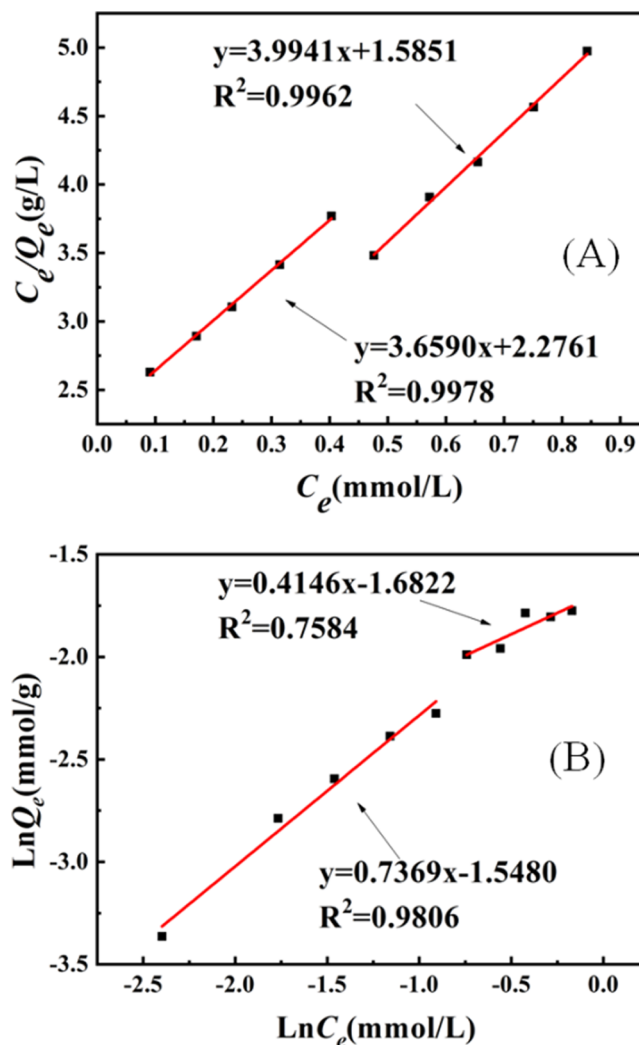 5.0
4.5
4.0
3.5
3.0
2.5
C_e/Q_e(g/L)
y=3.9941x+1.5851
R²=0.9962
(A)
y=3.6590x+2.2761
R²=0.9978
0.0 0.1 0.2 0.3 0.4 0.5 0.6 0.7 0.8 0.9
C_e(mmol/L)
-1.5
-2.0
-2.5
-3.0
-3.5
LnQ_e(mmol/g)
y=0.4146x-1.6822
R²=0.7584
(B)
y=0.7369x-1.5480
R²=0.9806
-2.5 -2.0 -1.5 -1.0 -0.5 0.0
LnC_e(mmol/L)